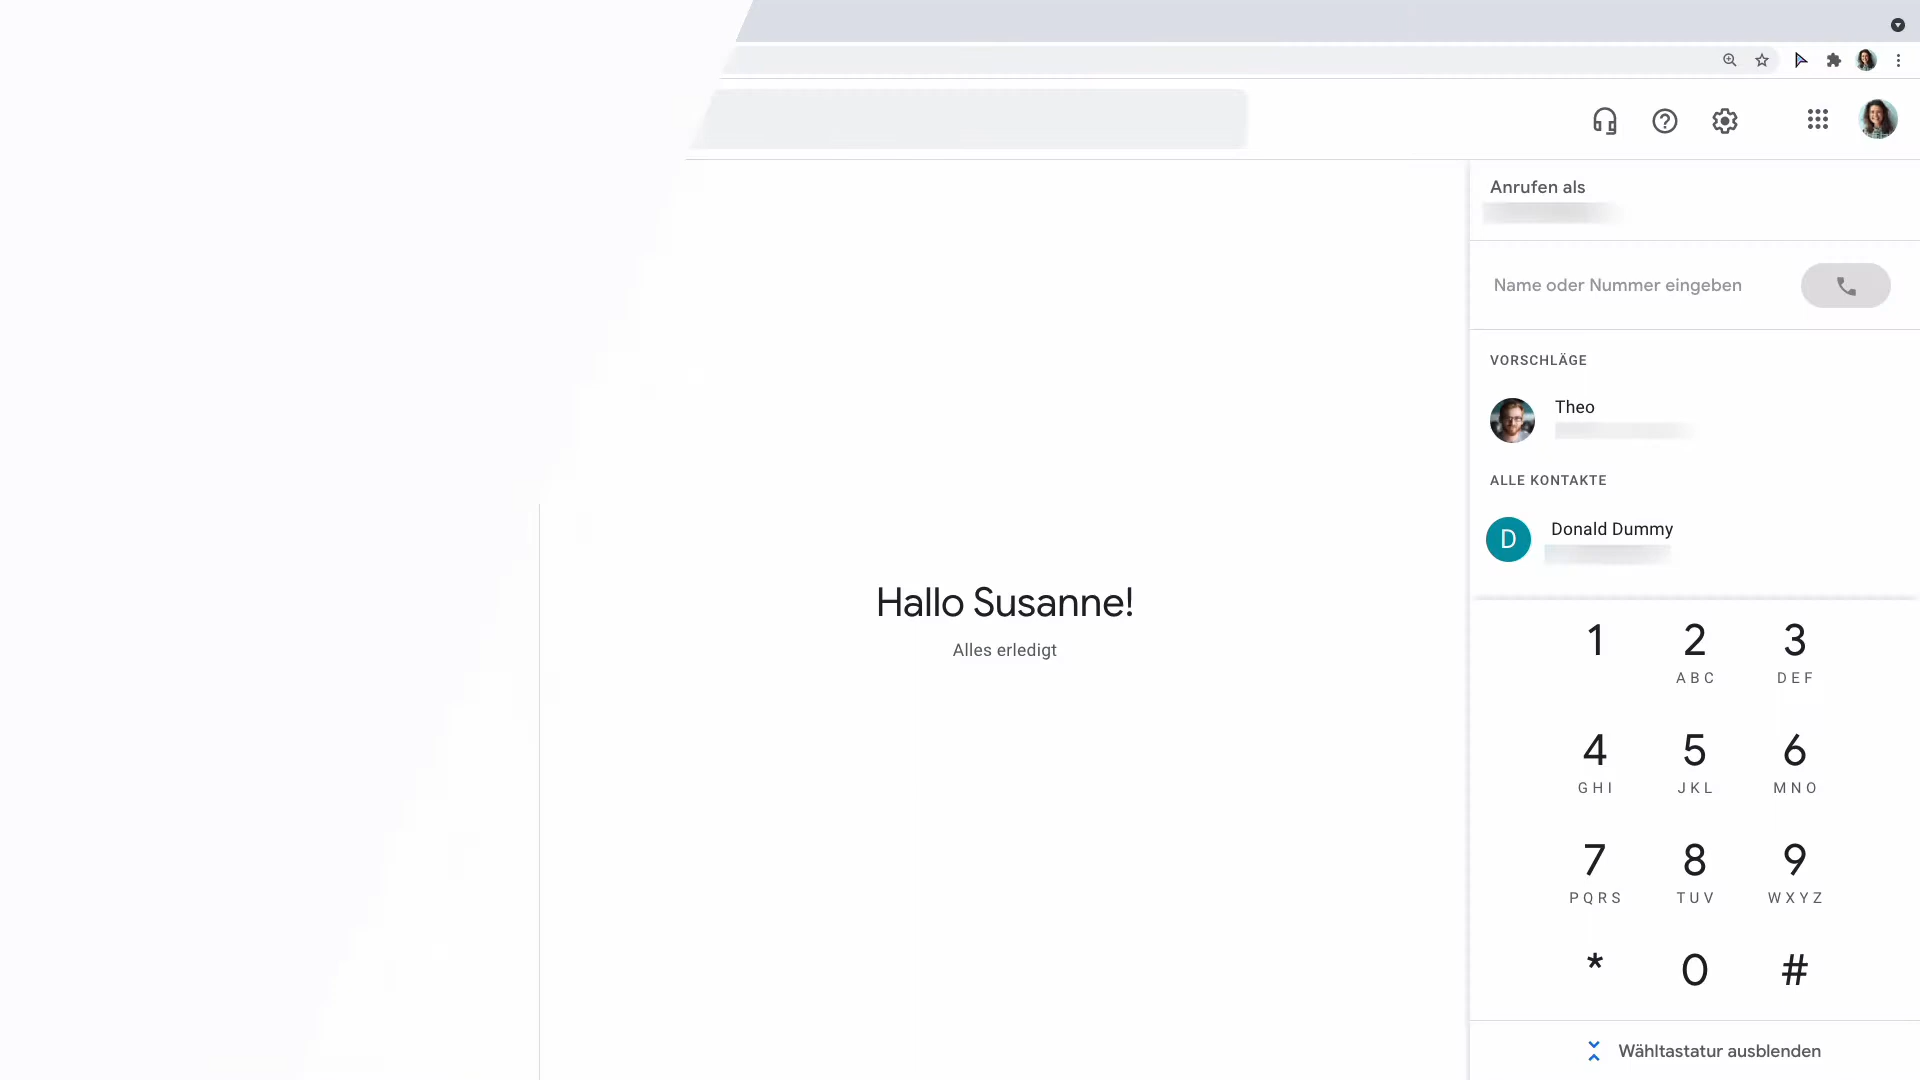 Anrufen als
Name oder Nummer eingeben
VORSCHLÄGE
Theo
ALLE KONTAKTE
D
Donald Dummy
Hallo Susanne!
Alles erledigt
1 2 3
ABC DEF
4 5 6
GHI JKL MNO
7 8 9
PQRS TUV WXYZ
* 0 #
Wähltastatur ausblenden